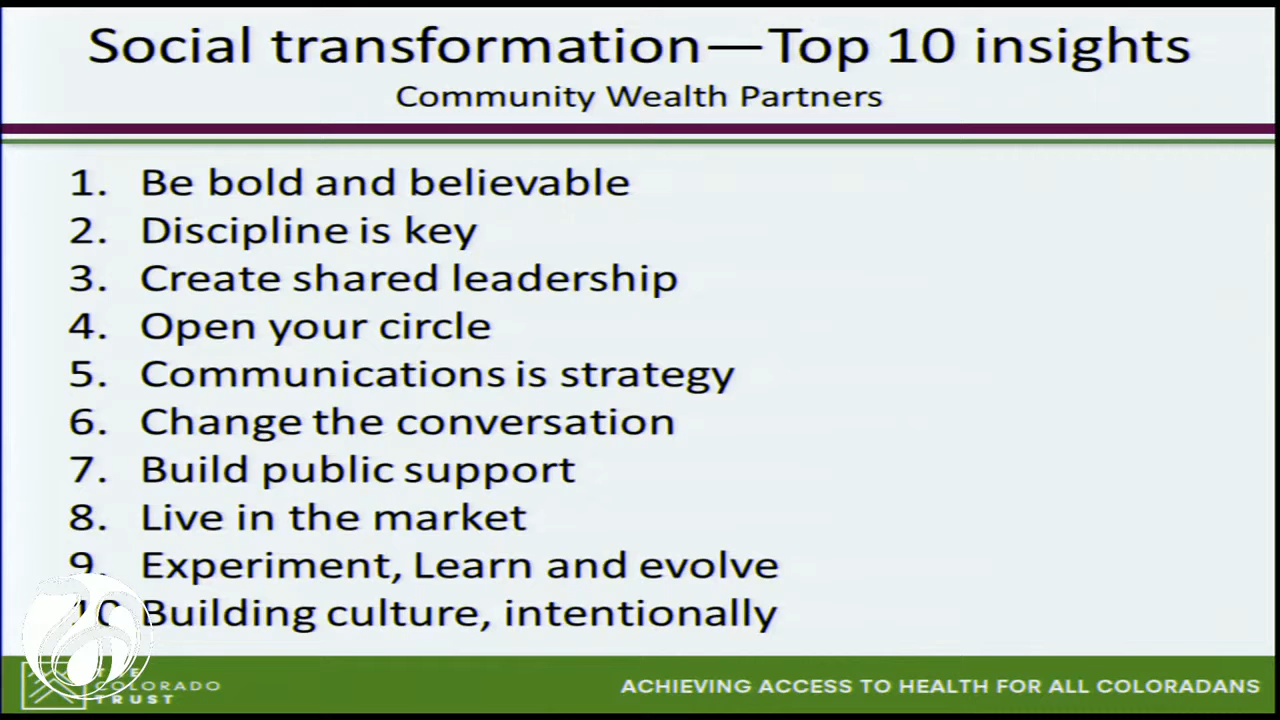 Social transformation—Top 10 insights
Community Wealth Partners
1. Be bold and believable
2. Discipline is key
3. Create shared leadership
4. Open your circle
5. Communications is strategy
6. Change the conversation
7. Build public support
8. Live in the market
9. Experiment, Learn and evolve
10 Building culture, intentionally
COLORADO
TRUST
ACHIEVING ACCESS TO HEALTH FOR ALL COLORADANS